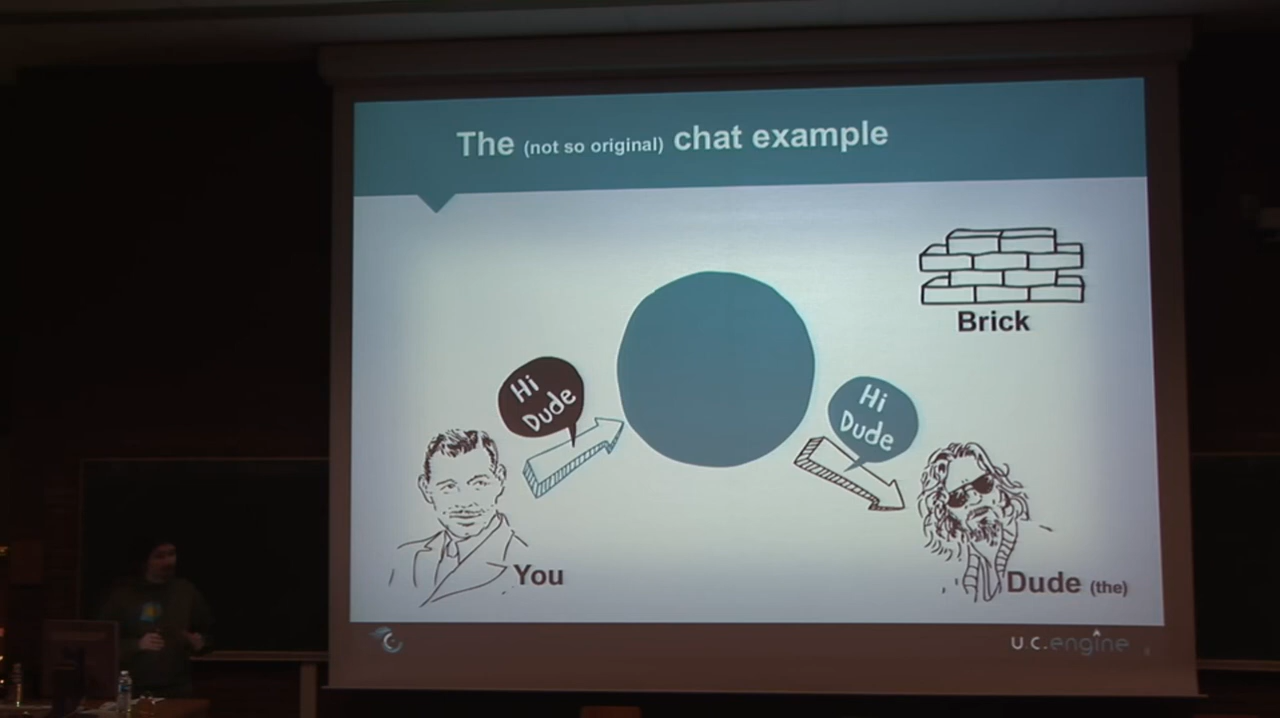 The (not so original) chat example
Brick
Hi
Dude
Hi
Dude
You
Dude (the)
u.c.engine